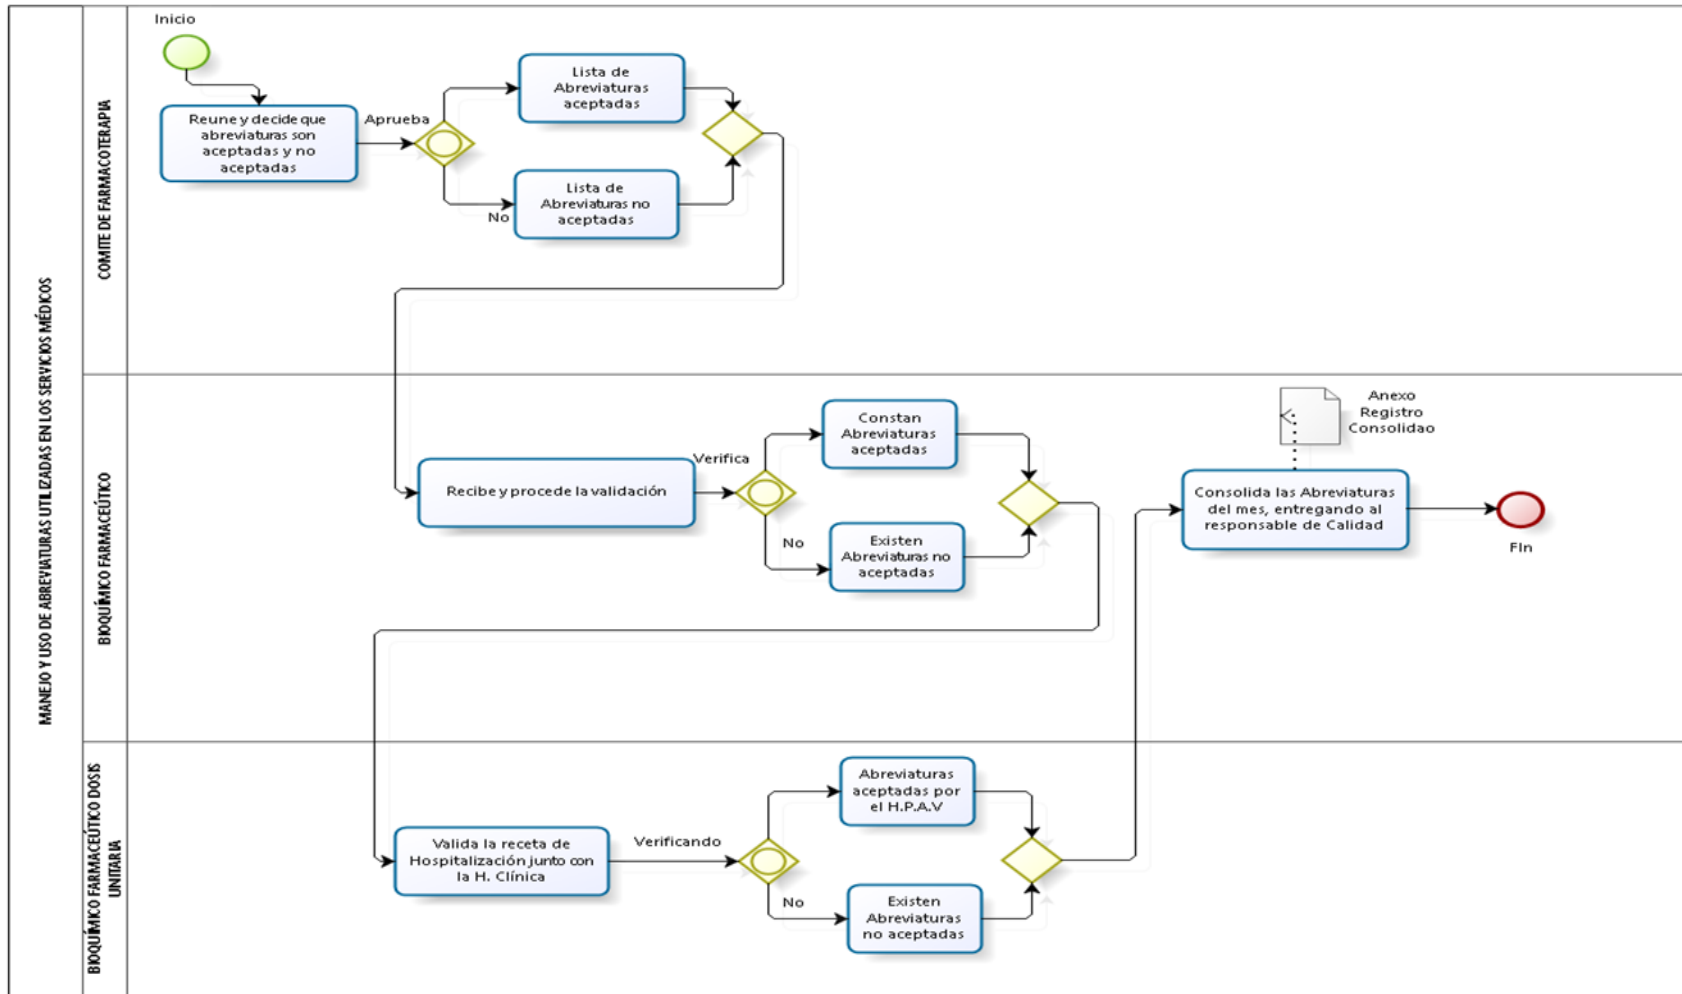 MANEJO Y USO DE ABREVIATURAS UTILIZADAS EN LOS SERVICIOS MÉDICOS
COMITE DE FARMACOTERAPIA
Inicio
Reune y decide que
abreviaturas son
aceptadas y no
aceptadas
Aprueba
No
Lista de
Abreviaturas
aceptadas
Lista de
Abreviaturas no
aceptadas
BIOQUÍMICO FARMACEÚTICO
Recibe y procede la validación
Verifica
No
Constan
Abreviaturas
aceptadas
Existen
Abreviaturas no
aceptadas
Anexo
Registro
Consolidao
Consolida las Abreviaturas
del mes, entregando al
responsable de Calidad
FIn
BIOQUÍMICO FARMACEÚTICO DOSIS
UNITARIA
Valida la receta de
Hospitalización junto con
la H. Clínica
Verificando
No
Abreviaturas
aceptadas por
el H.P.A.V
Existen
Abreviaturas
no aceptadas